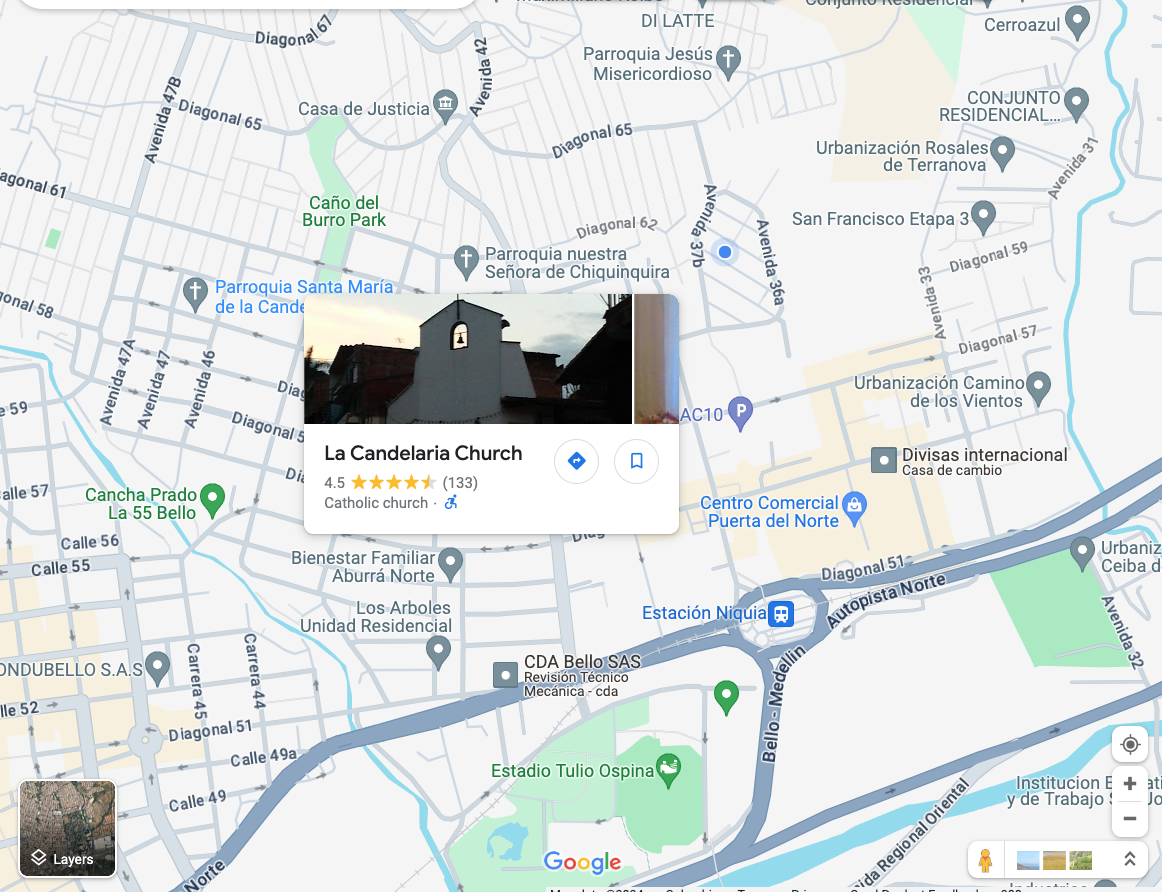 DI LATTE
Conjunto Residencial
Cerroazul
Diagonal 67
Avenida 42
Parroquia Jesús
Misericordioso
Avenida 47B
Diagonal 65
Casa de Justicia
Diagonal 65
CONJUNTO
RESIDENCIAL...
Urbanización Rosales
de Terranova
Avenida 31
agonal 61
Caño del
Burro Park
Diagonal 62
Avenida 37b
Avenida 36a
San Francisco Etapa 3
Diagonal 59
Parroquia nuestra
Señora de Chiquinquira
Parroquia Santa María
de la Cande
onal 58
Avenida 33
Diagonal 57
Avenida 47A
Avenida 47
Avenida 46
Diag
59
Diagonal 5
Urbanización Camino
de los Vientos
AC10
P
Divisas internacional
Casa de cambio
La Candelaria Church
4.5 (133)
Catholic church ·
Dia
alle 57
Cancha Prado
La 55 Bello
Centro Comercial
Puerta del Norte
Calle 56
Calle 55
Diag
Bienestar Familiar
Aburrá Norte
Diagonal 51
Autopista Norte
Urbaniz
Ceiba d
Los Arboles
Unidad Residencial
Estación Niquia
Avenida 32
ONDUBELLO S.A.S
Carrera 45
Carrera 44
CDA Bello SAS
Revisión Técnico
Mecánica - cda
Bello - Medellin
lle 52
Diagonal 51
Calle 49a
Calle 49
Estadio Tulio Ospina
Institucion E
y de Trabajo S
Layers
Norte
Google
ida Regional Oriental